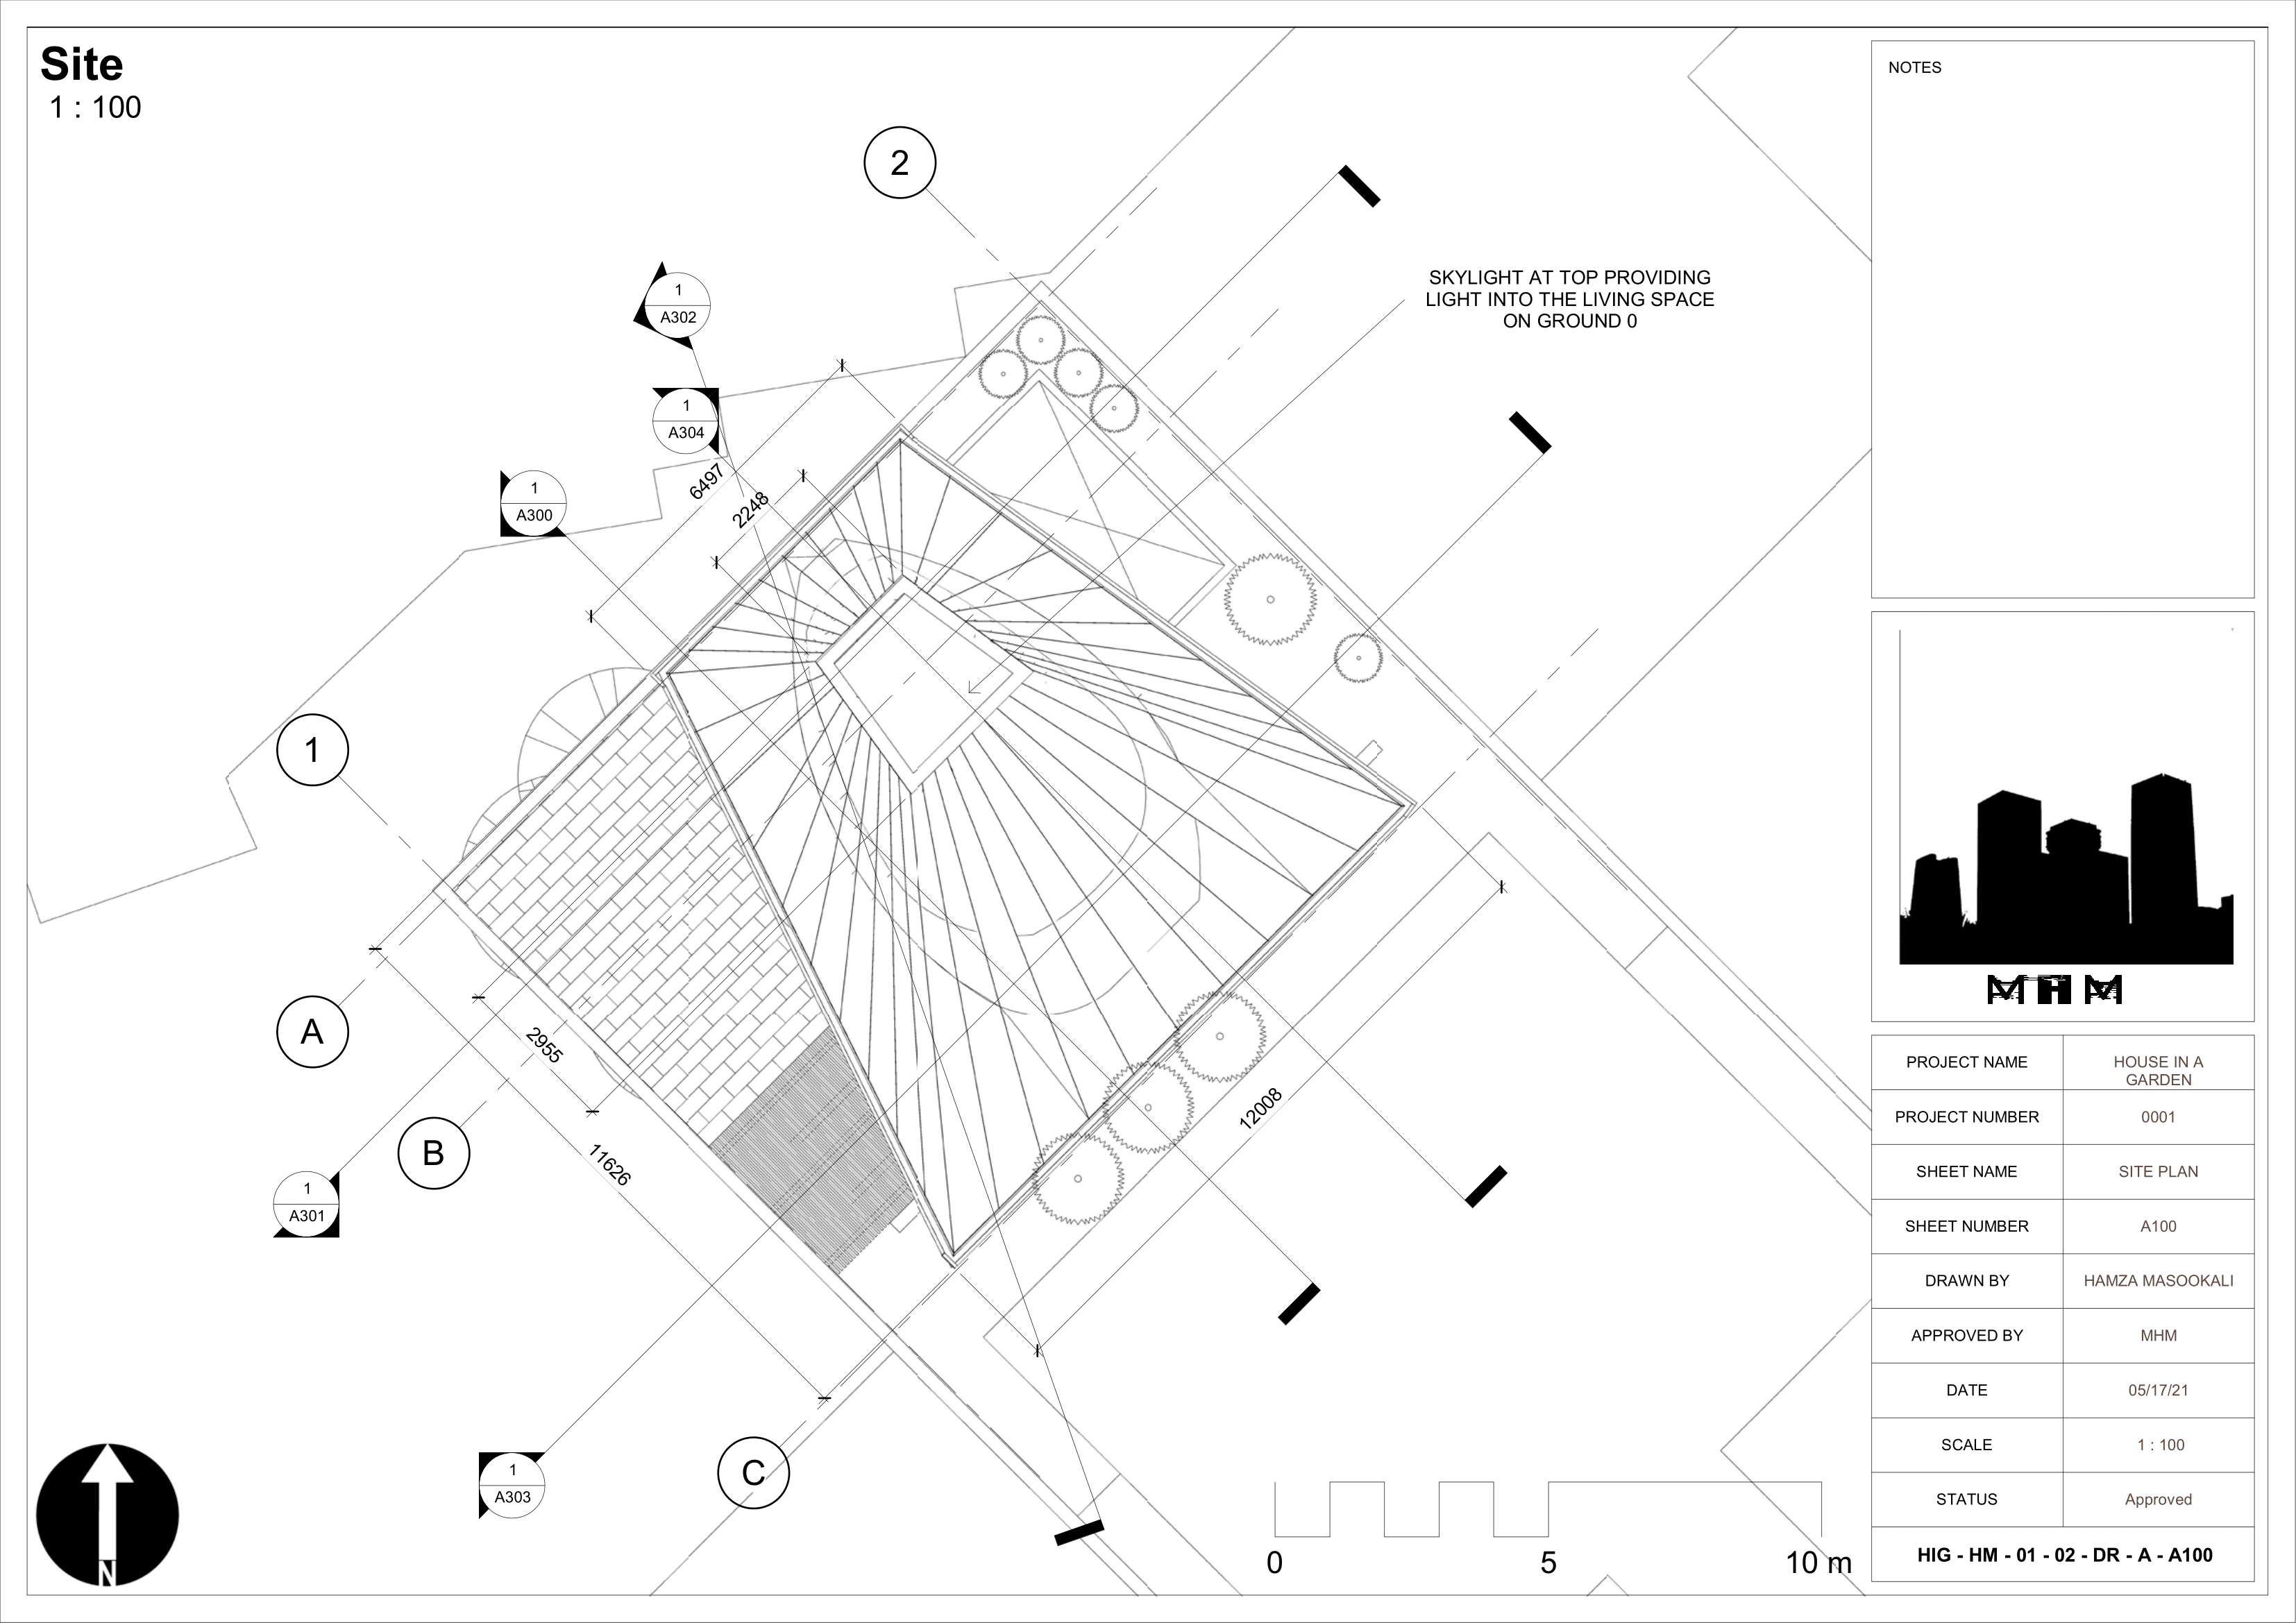 Site
1 : 100
2
1
A302
1
A304
1
A300
6497
2248
SKYLIGHT AT TOP PROVIDING
LIGHT INTO THE LIVING SPACE
ON GROUND 0
1
A
2955
B
11626
12008
1
A301
C
1
A303
N
0
5
10 m
NOTES
MHM
PROJECT NAME
HOUSE IN A
GARDEN
PROJECT NUMBER
0001
SHEET NAME
SITE PLAN
SHEET NUMBER
A100
DRAWN BY
HAMZA MASOOKALI
APPROVED BY
MHM
DATE
05/17/21
SCALE
1 : 100
STATUS
Approved
HIG - HM - 01 - 02 - DR - A - A100